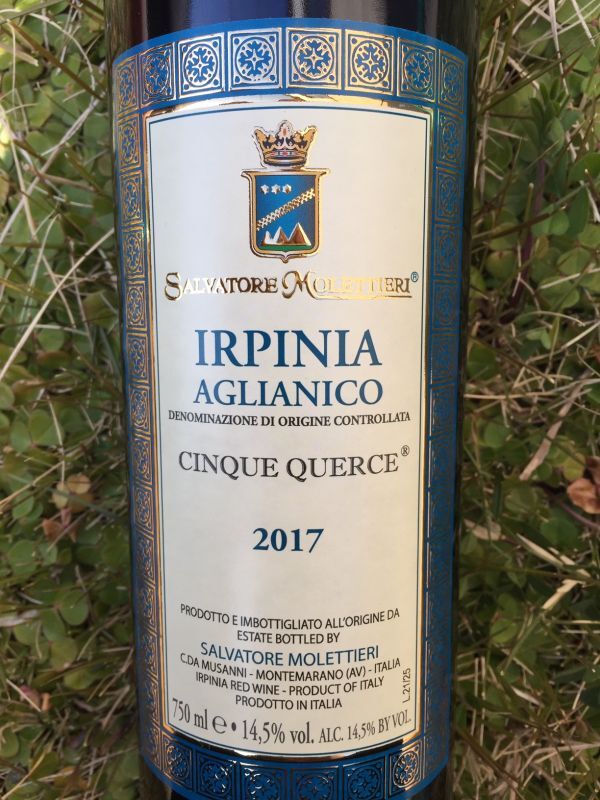 SALVATORE MOLETTIERI®
IRPINIA
AGLIANICO
DENOMINAZIONE DI ORIGINE CONTROLLATA
CINQUE QUERCE®
2017
PRODOTTO E IMBOTTIGLIATO ALL'ORIGINE DA
ESTATE BOTTLED BY
SALVATORE MOLETTIERI
C.DA MUSANNI - MONTEMARANO (AV) - ITALIA
IRPINIA RED WINE - PRODUCT OF ITALY
PRODOTTO IN ITALIA
750 ml e • 14,5% vol. ALC. 14,5% BY VOL.
L.21/25